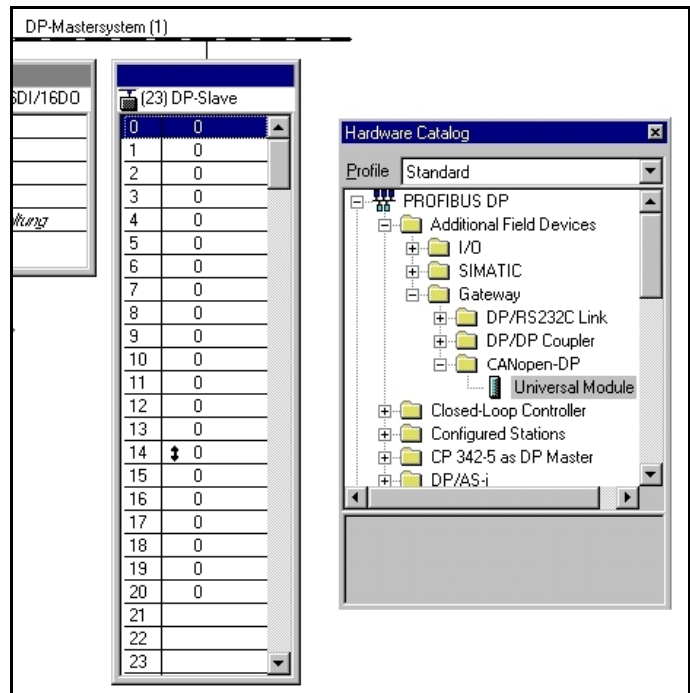 DP-Mastersystem (1)
6DI/16DO
(23) DP-Slave
0 0
1 0
2 0
3 0
4 0
5 0
6 0
7 0
8 0
9 0
10 0
11 0
12 0
13 0
14 0
15 0
16 0
17 0
18 0
19 0
20 0
21
22
23
Hardware Catalog
Profile Standard
PROFIBUS DP
Additional Field Devices
I/O
SIMATIC
Gateway
DP/RS232C Link
DP/DP Coupler
CANopen-DP
Universal Module
Closed-Loop Controller
Configured Stations
CP 342-5 as DP Master
DP/AS-i